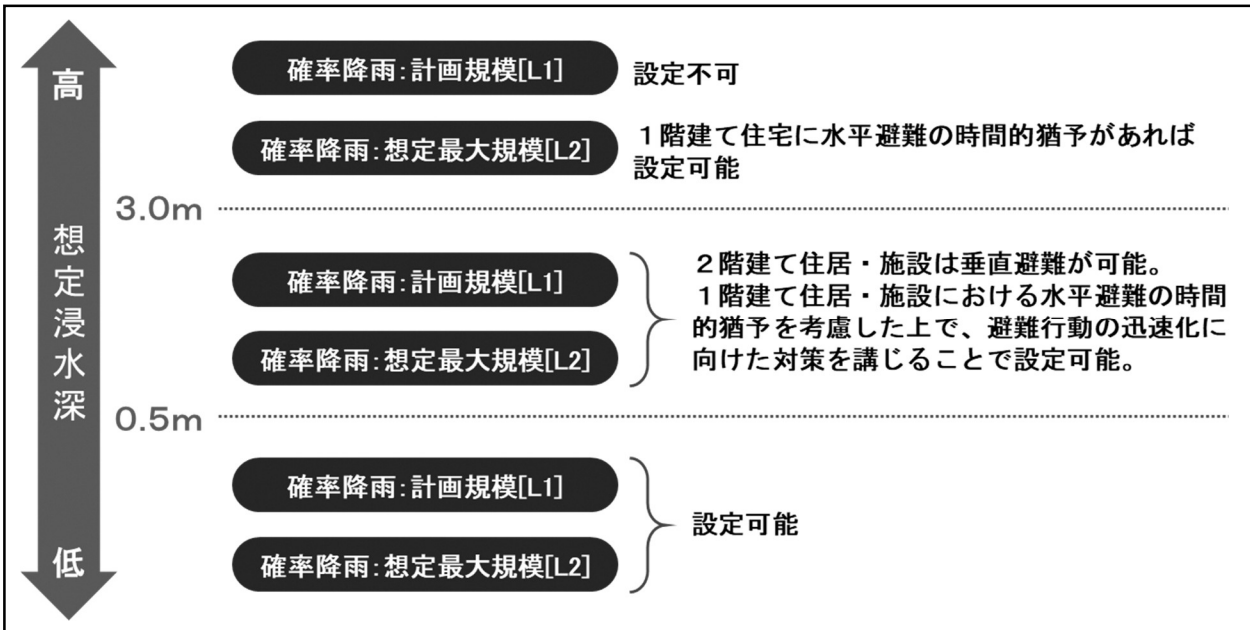 高
確率降雨：計画規模[L1]
設定不可
確率降雨：想定最大規模[L2]
１階建て住宅に水平避難の時間的猶予があれば
設定可能
3.0m
想定浸水深
確率降雨：計画規模[L1]
確率降雨：想定最大規模[L2]
２階建て住居・施設は垂直避難が可能。
１階建て住居・施設における水平避難の時間
的猶予を考慮した上で、避難行動の迅速化に
向けた対策を講じることで設定可能。
0.5m
確率降雨：計画規模[L1]
確率降雨：想定最大規模[L2]
設定可能
低